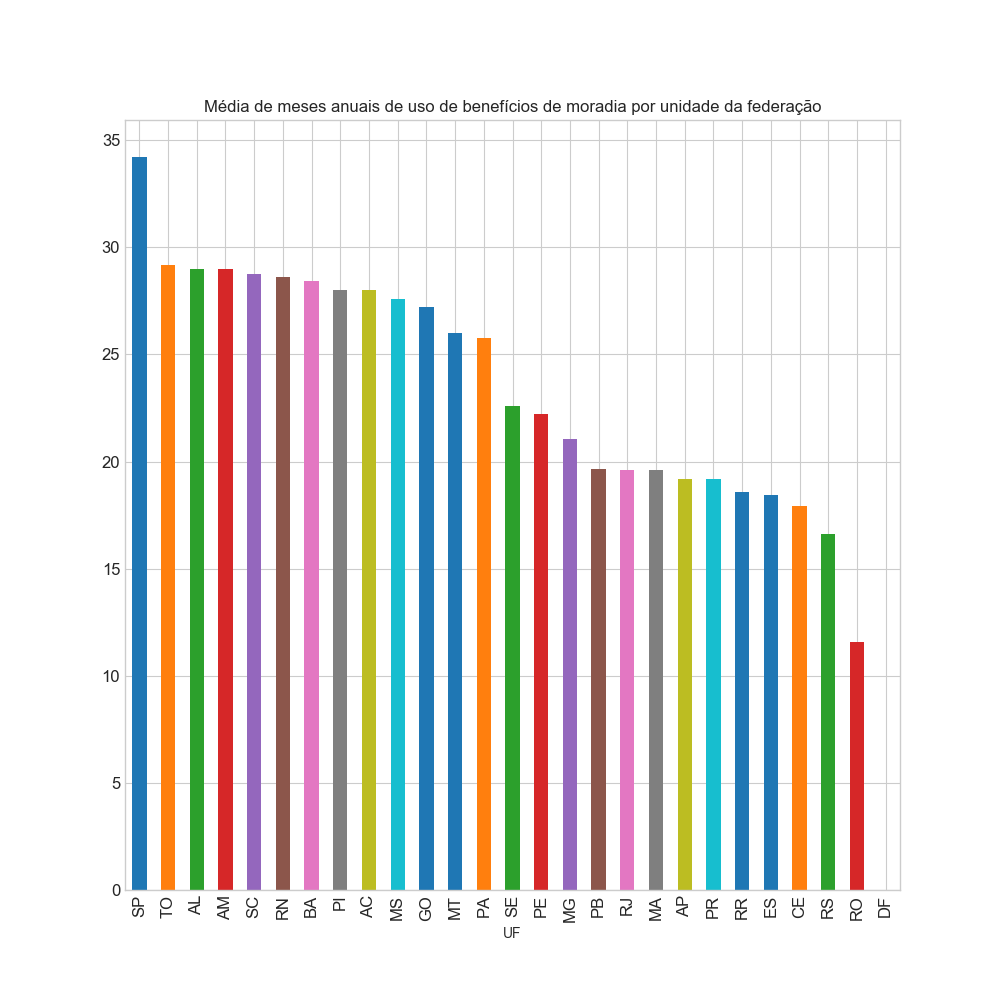 Média de meses anuais de uso de benefícios de moradia por unidade da federação
35
30
25
20
15
10
5
0
SP TO AL AM SC RN BA PI AC MS GO MT PA SE PE MG PB RJ MA AP PR RR ES CE RS RO DF
UF